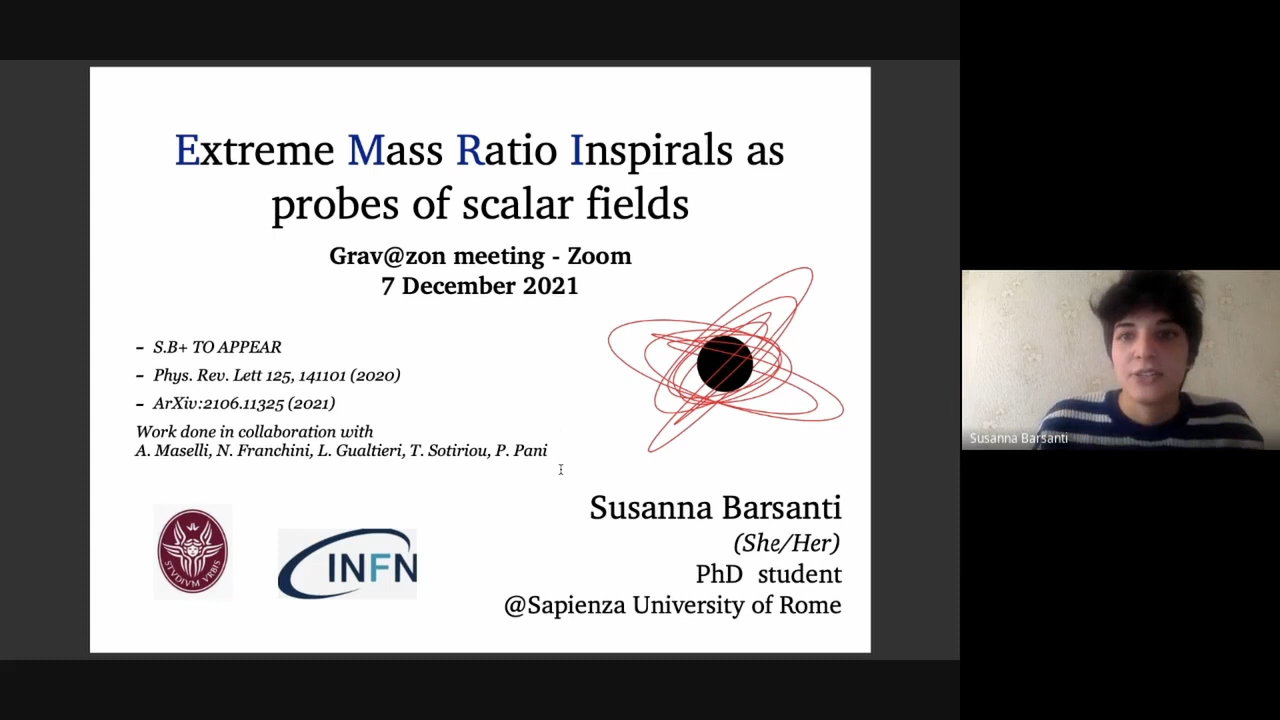 Extreme Mass Ratio Inspirals as
probes of scalar fields
Grav@zon meeting - Zoom
7 December 2021
– S.B+ TO APPEAR
– Phys. Rev. Lett 125, 141101 (2020)
– ArXiv:2106.11325 (2021)
Work done in collaboration with
A. Maselli, N. Franchini, L. Gualtieri, T. Sotiriou, P. Pani
STVDIVM VRBIS
INFN
Susanna Barsanti
(She/Her)
PhD student
@Sapienza University of Rome
Susanna Barsanti